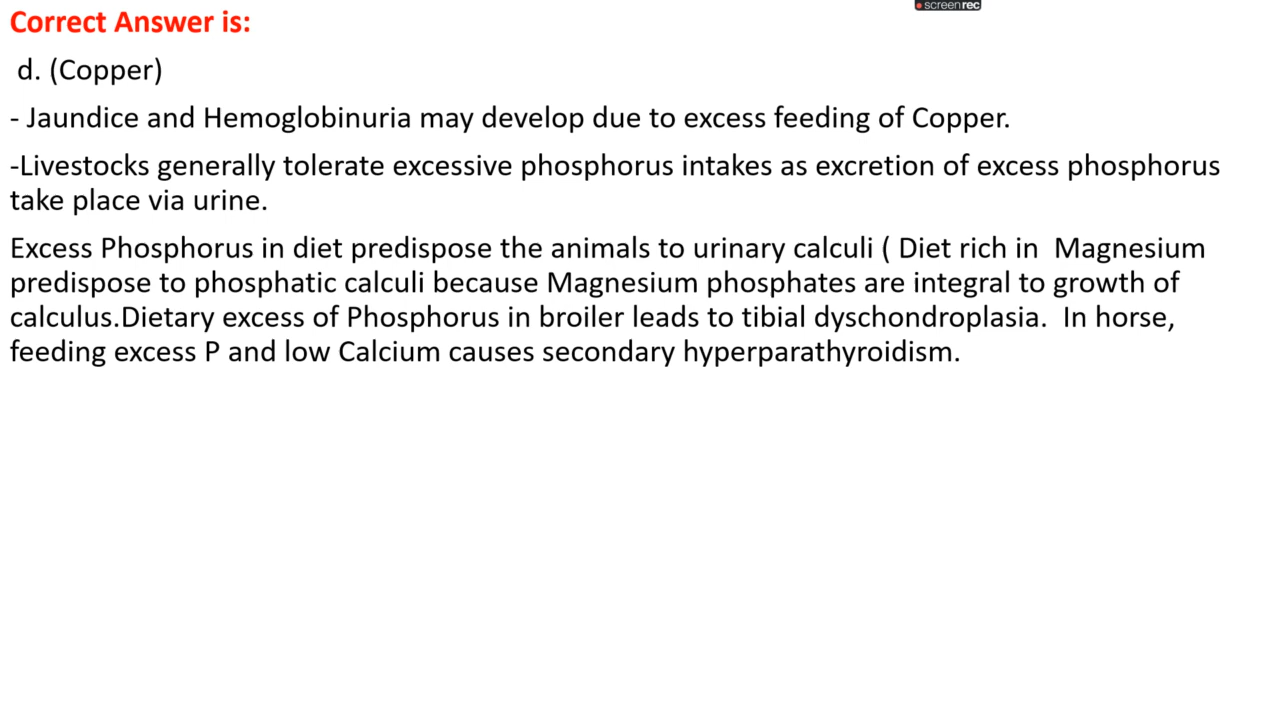 screenrec
Correct Answer is:
d. (Copper)
- Jaundice and Hemoglobinuria may develop due to excess feeding of Copper.
-Livestocks generally tolerate excessive phosphorus intakes as excretion of excess phosphorus
take place via urine.
Excess Phosphorus in diet predispose the animals to urinary calculi ( Diet rich in  Magnesium
predispose to phosphatic calculi because Magnesium phosphates are integral to growth of
calculus.Dietary excess of Phosphorus in broiler leads to tibial dyschondroplasia.  In horse,
feeding excess P and low Calcium causes secondary hyperparathyroidism.